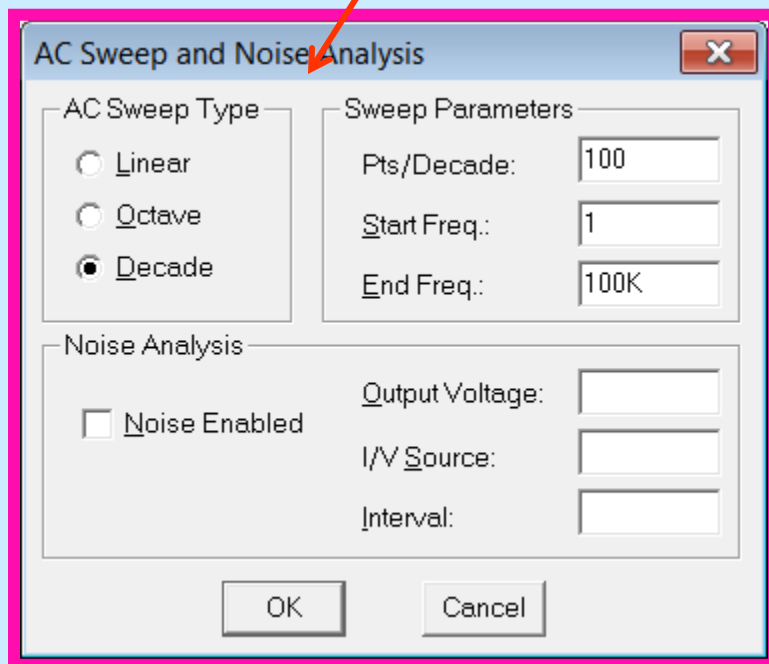 AC Sweep and Noise Analysis
AC Sweep Type
Linear
Octave
Decade
Sweep Parameters
Pts/Decade: 100
Start Freq.: 1
End Freq.: 100K
Noise Analysis
Noise Enabled
Output Voltage:
I/V Source:
Interval:
OK
Cancel